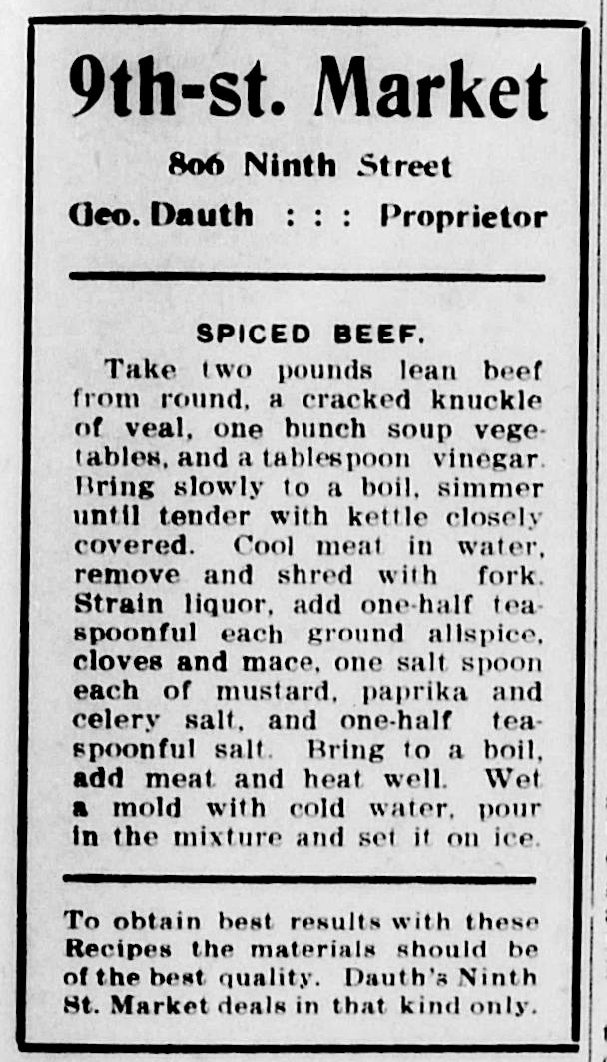 9th-st. Market
806 Ninth Street
Geo. Dauth : : : Proprietor
SPICED BEEF.
Take two pounds lean beef
from round, a cracked knuckle
of veal, one bunch soup vege-
tables, and a tablespoon vinegar.
Bring slowly to a boil, simmer
until tender with kettle closely
covered. Cool meat in water,
remove and shred with fork.
Strain liquor, add one-half tea-
spoonful each ground allspice,
cloves and mace, one salt spoon
each of mustard, paprika and
celery salt, and one-half tea-
spoonful salt. Bring to a boil,
add meat and heat well. Wet
a mold with cold water, pour
in the mixture and set it on ice.
To obtain best results with these
Recipes the materials should be
of the best quality. Dauth's Ninth
St. Market deals in that kind only.